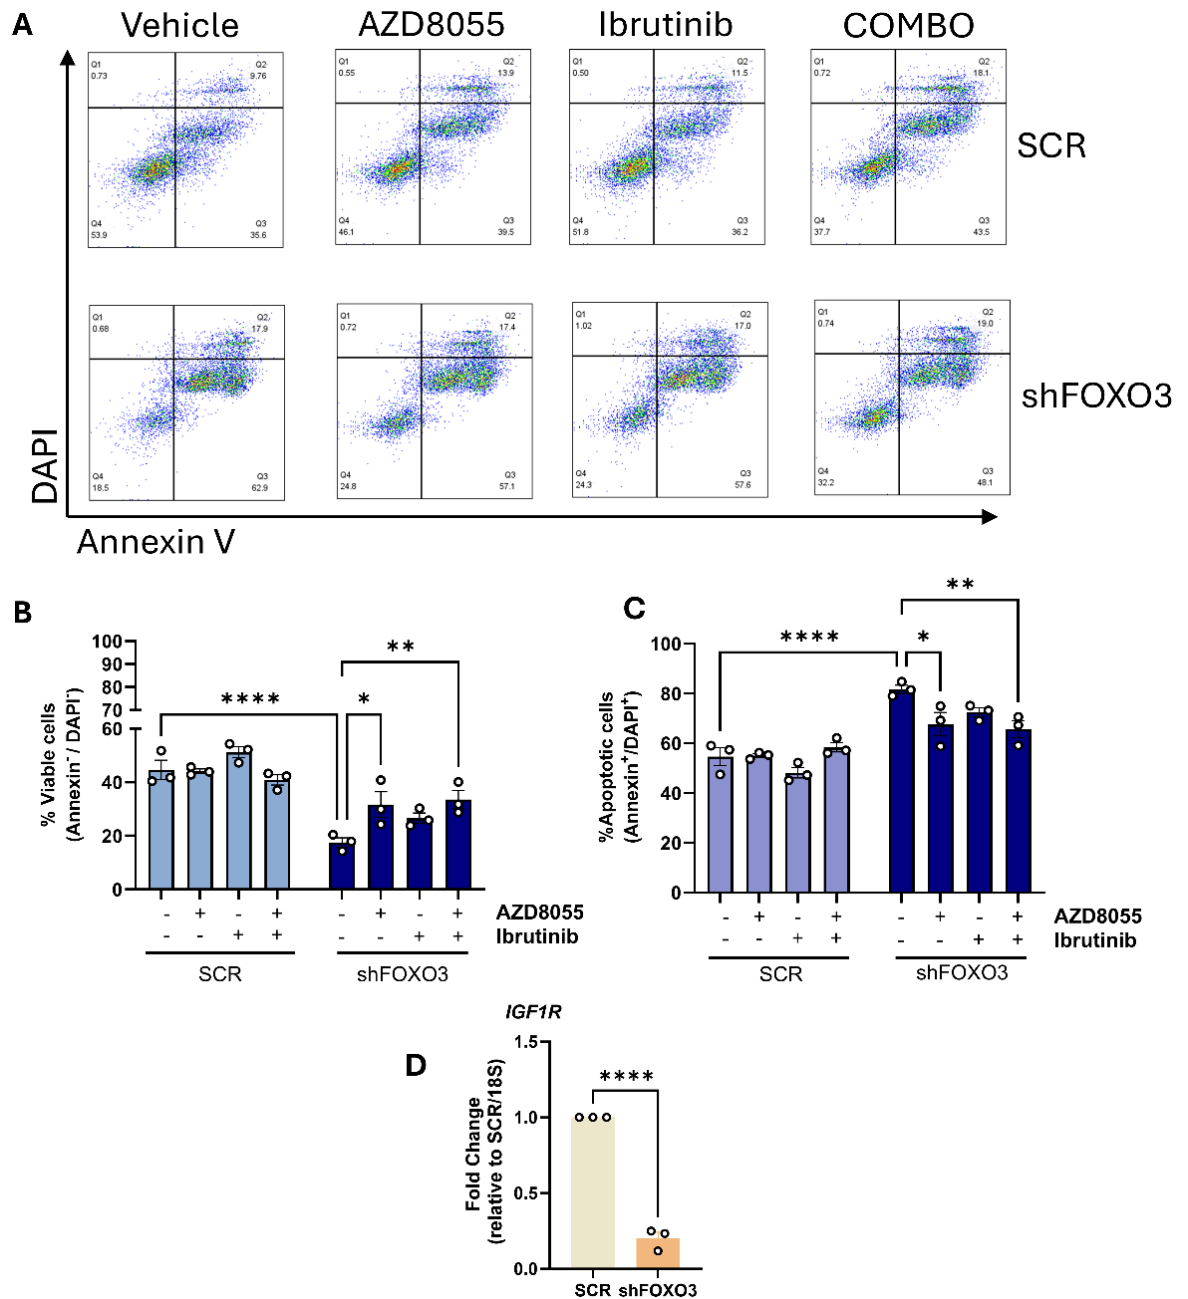 A
Vehicle AZD8055 Ibrutinib COMBO
Q1 Q2 Q1 Q2 Q1 Q2 Q1 Q2
0.73 9.76 0.55 13.9 0.50 11.5 0.72 18.1
SCR
Q4 Q3 Q4 Q3 Q4 Q3 Q4 Q3
53.9 35.6 46.1 39.5 51.8 36.2 37.7 43.5
Q1 Q2 Q1 Q2 Q1 Q2 Q1 Q2
0.68 17.9 0.72 17.4 1.02 17.0 0.74 19.0
shFOXO3
Q4 Q3 Q4 Q3 Q4 Q3 Q4 Q3
18.5 62.9 24.8 57.1 24.3 57.6 32.2 48.1
DAPI
Annexin V
B
% Viable cells
(Annexin⁻ / DAPI⁻)
100
90
80
70
60
40
20
0
**** * **
- + - + - + - + AZD8055
- - + + - - + + Ibrutinib
SCR shFOXO3
C
%Apoptotic cells
(Annexin⁺/DAPI⁺)
100
80
60
40
20
0
**** * **
- + - + - + - + AZD8055
- - + + - - + + Ibrutinib
SCR shFOXO3
D
IGF1R
Fold Change
(relative to SCR/18S)
1.5
1.0
0.5
0.0
****
SCR shFOXO3